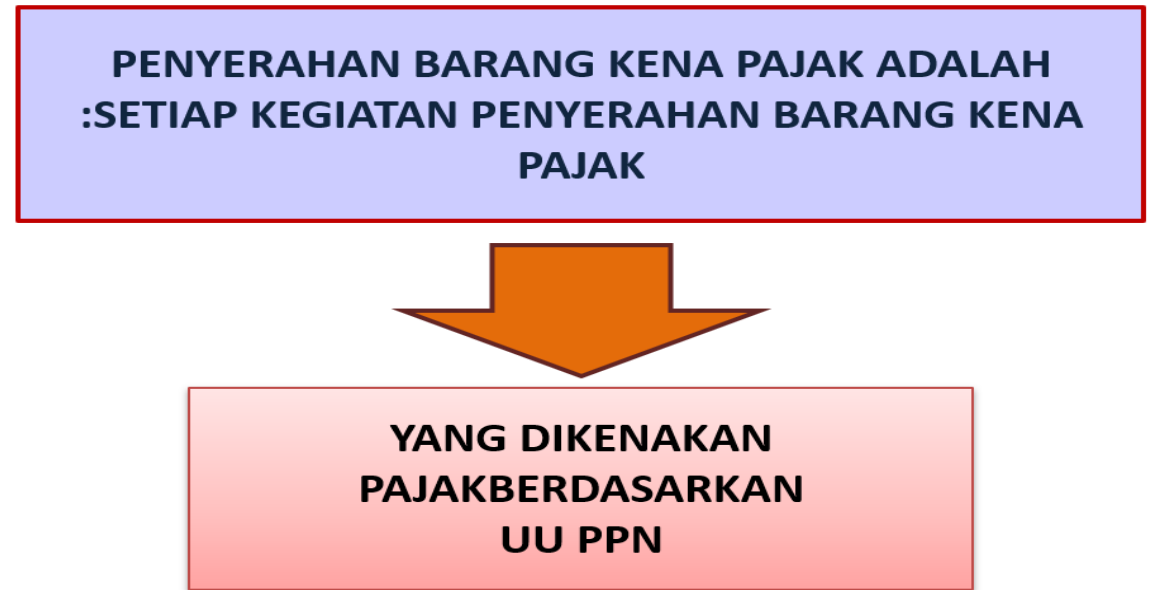 PENYERAHAN BARANG KENA PAJAK ADALAH
:SETIAP KEGIATAN PENYERAHAN BARANG KENA
PAJAK
YANG DIKENAKAN
PAJAKBERDASARKAN
UU PPN